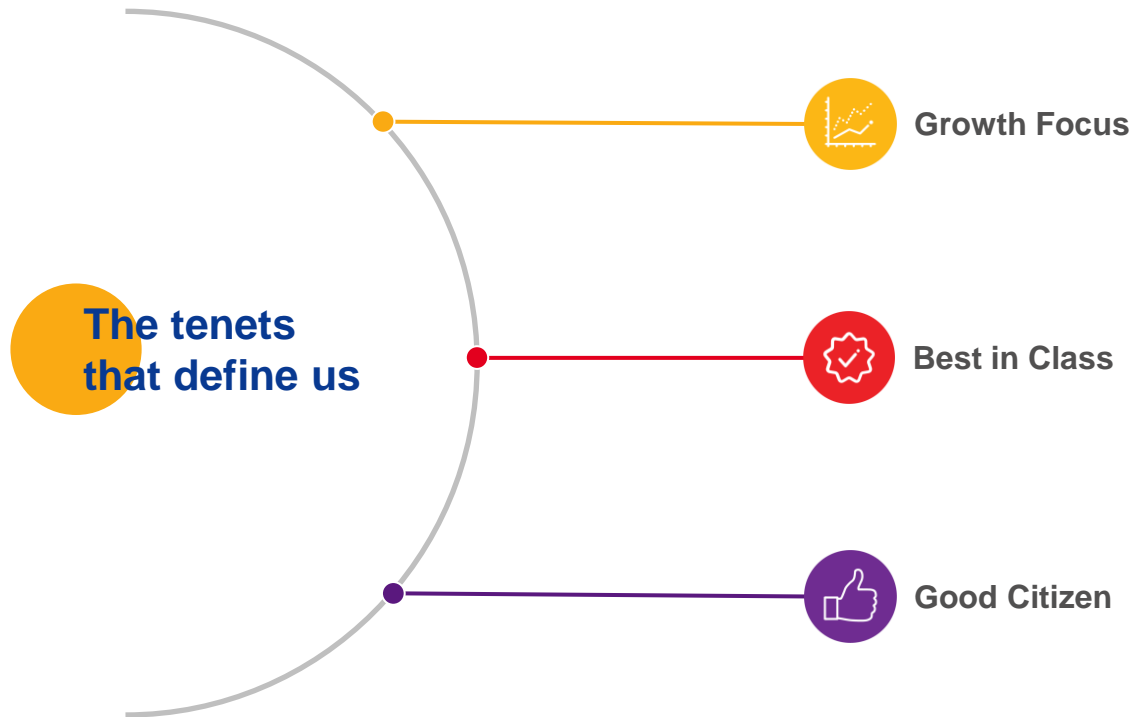 The tenets
that define us
Growth Focus
Best in Class
Good Citizen